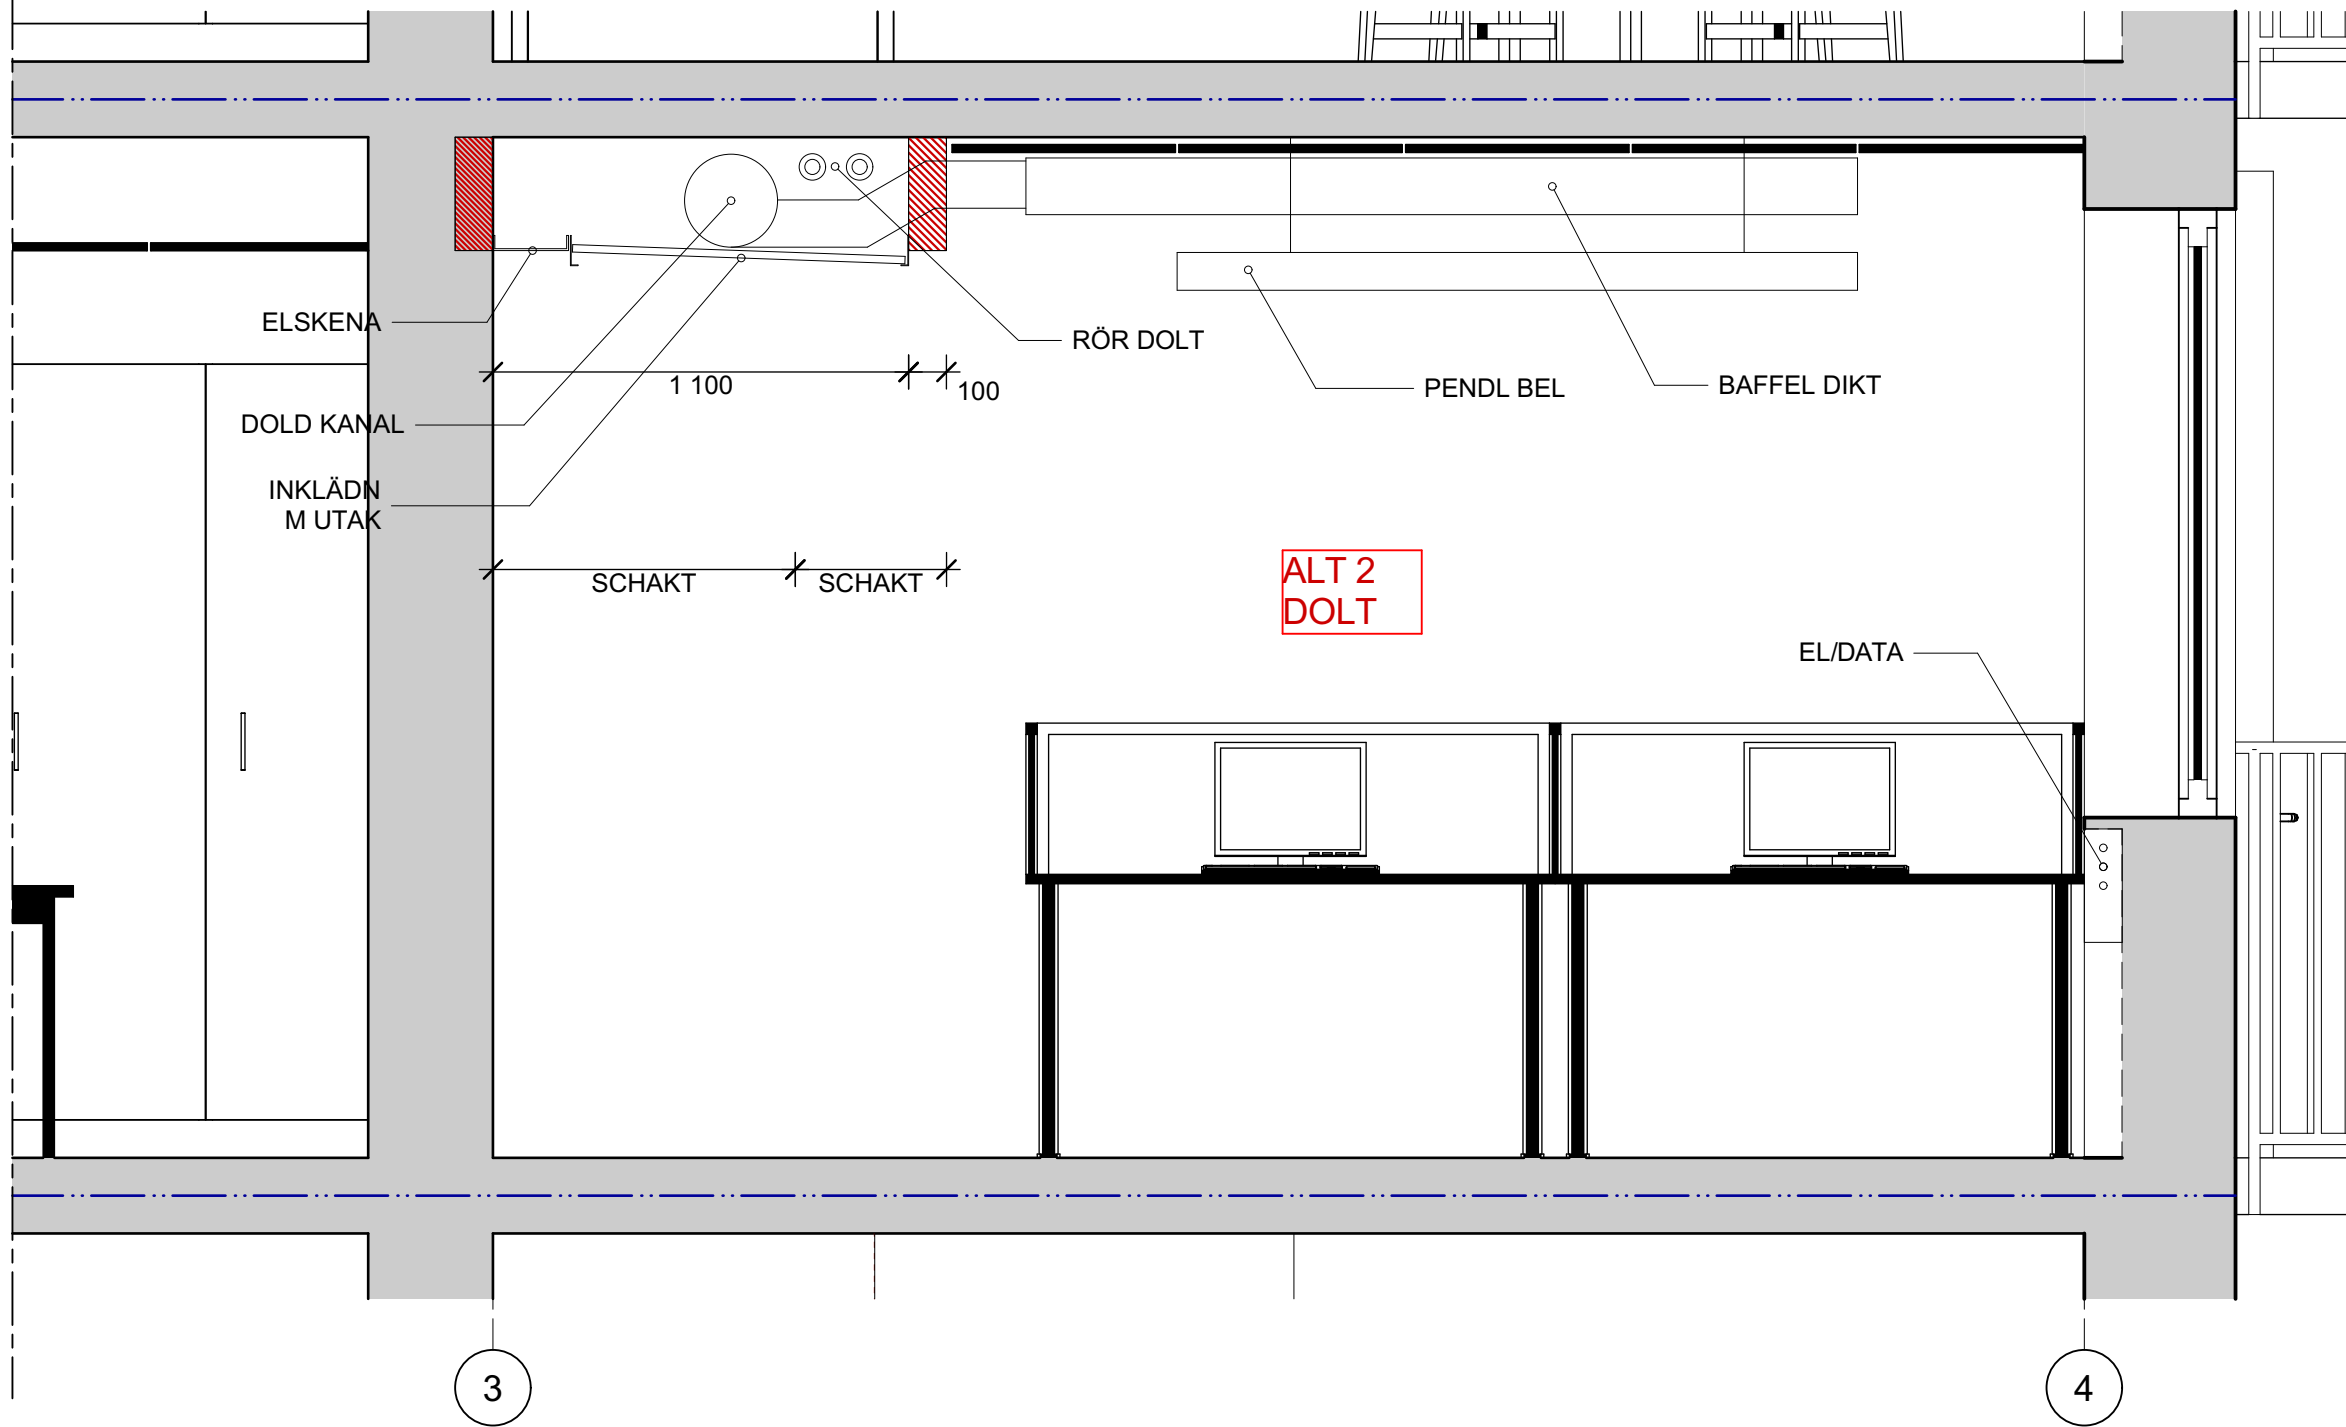 ELSKENA
RÖR DOLT
1 100
100
PENDL BEL
BAFFEL DIKT
DOLD KANAL
INKLÄDN
M UTAK
SCHAKT
SCHAKT
ALT 2
DOLT
EL/DATA
3
4